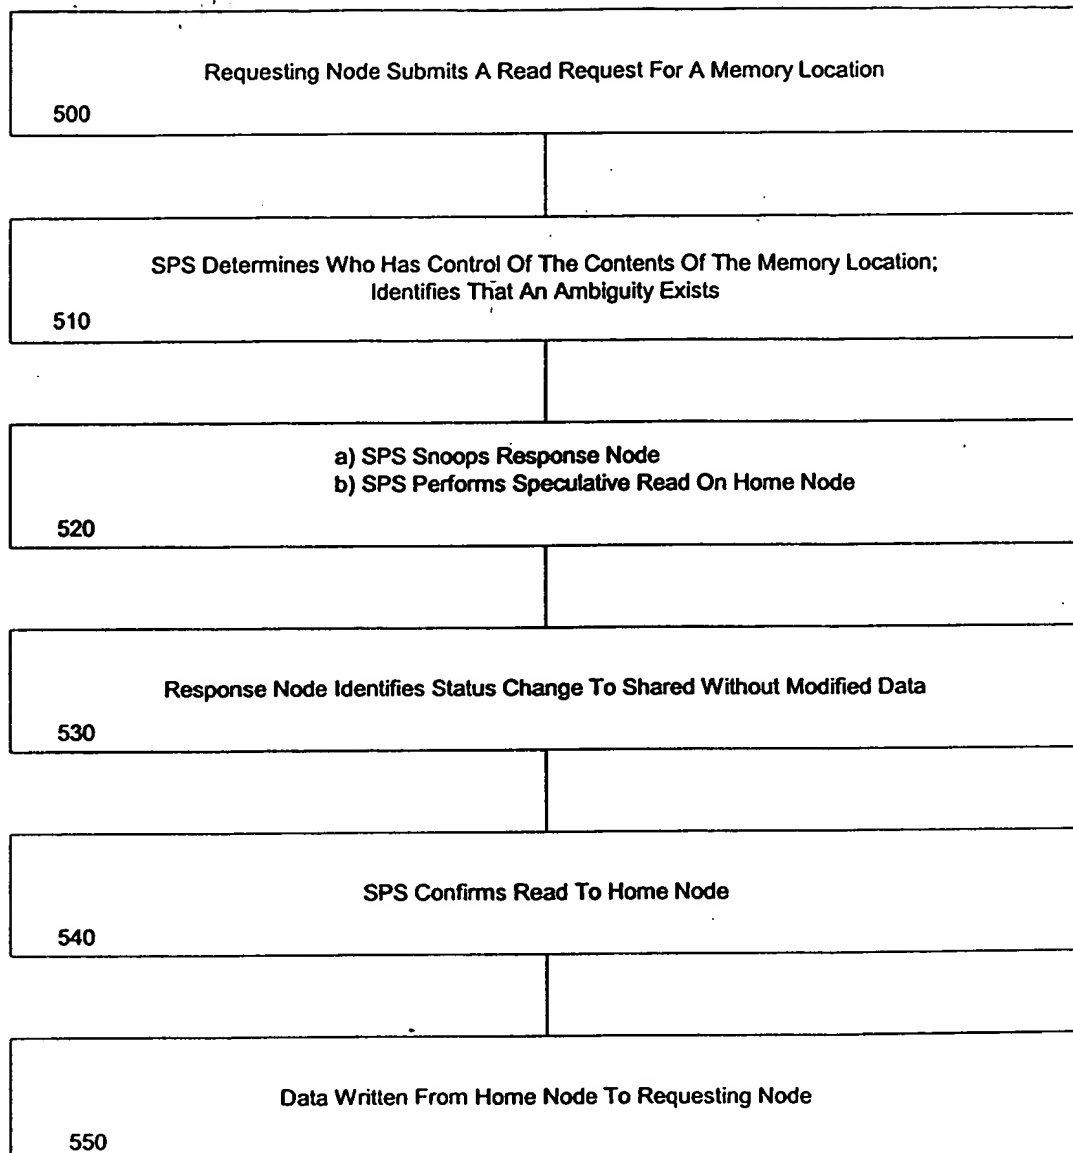 Requesting Node Submits A Read Request For A Memory Location
500
SPS Determines Who Has Control Of The Contents Of The Memory Location;
Identifies That An Ambiguity Exists
510
a) SPS Snoops Response Node
b) SPS Performs Speculative Read On Home Node
520
Response Node Identifies Status Change To Shared Without Modified Data
530
SPS Confirms Read To Home Node
540
Data Written From Home Node To Requesting Node
550